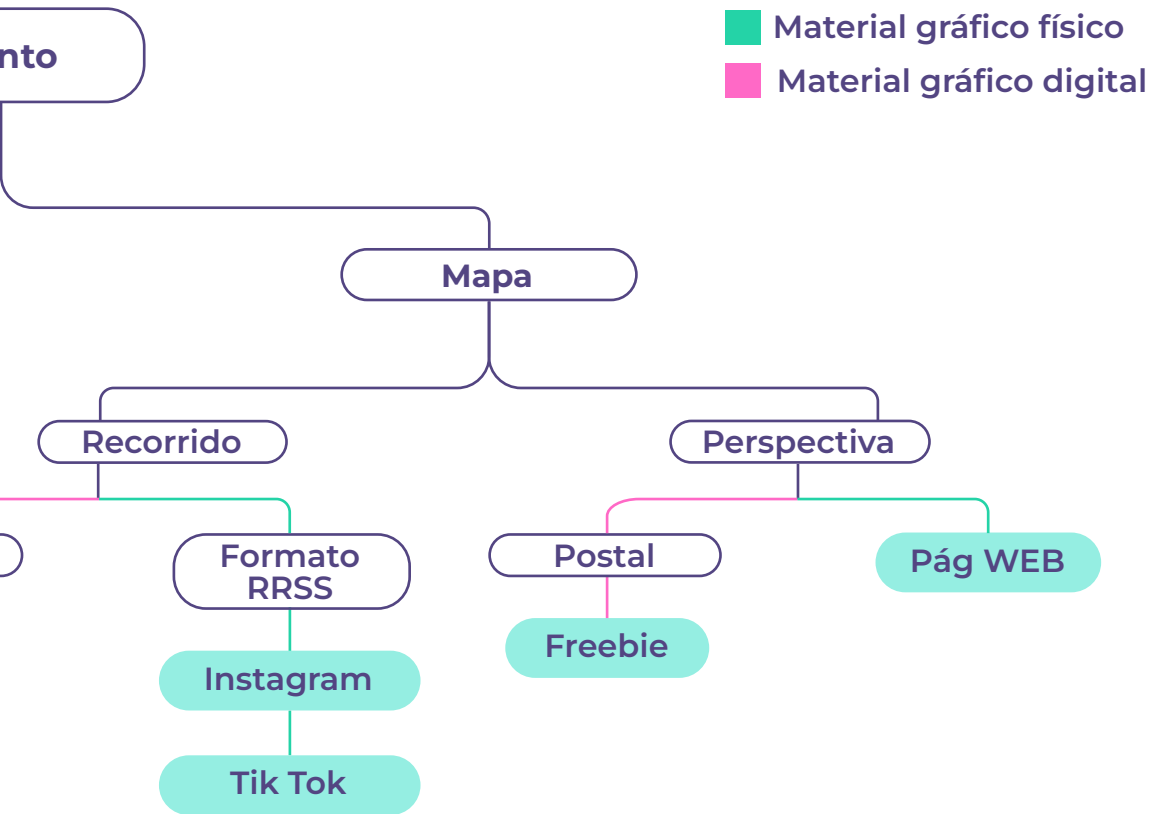 Material gráfico físico
nto
Material gráfico digital
Mapa
Recorrido
Perspectiva
Formato
RRSS
Postal
Pág WEB
Freebie
Instagram
Tik Tok